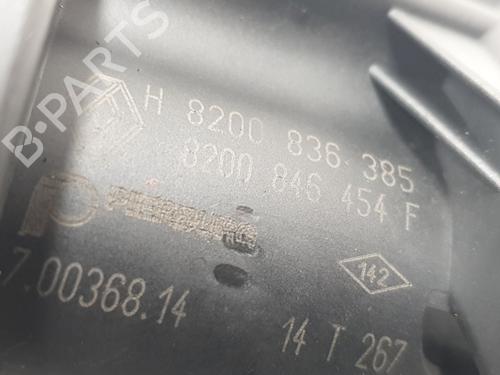 B-PARTS
H 8200 836 385
8200 846 454 F
PIERBURG
7.00368.14
142
14 T 267